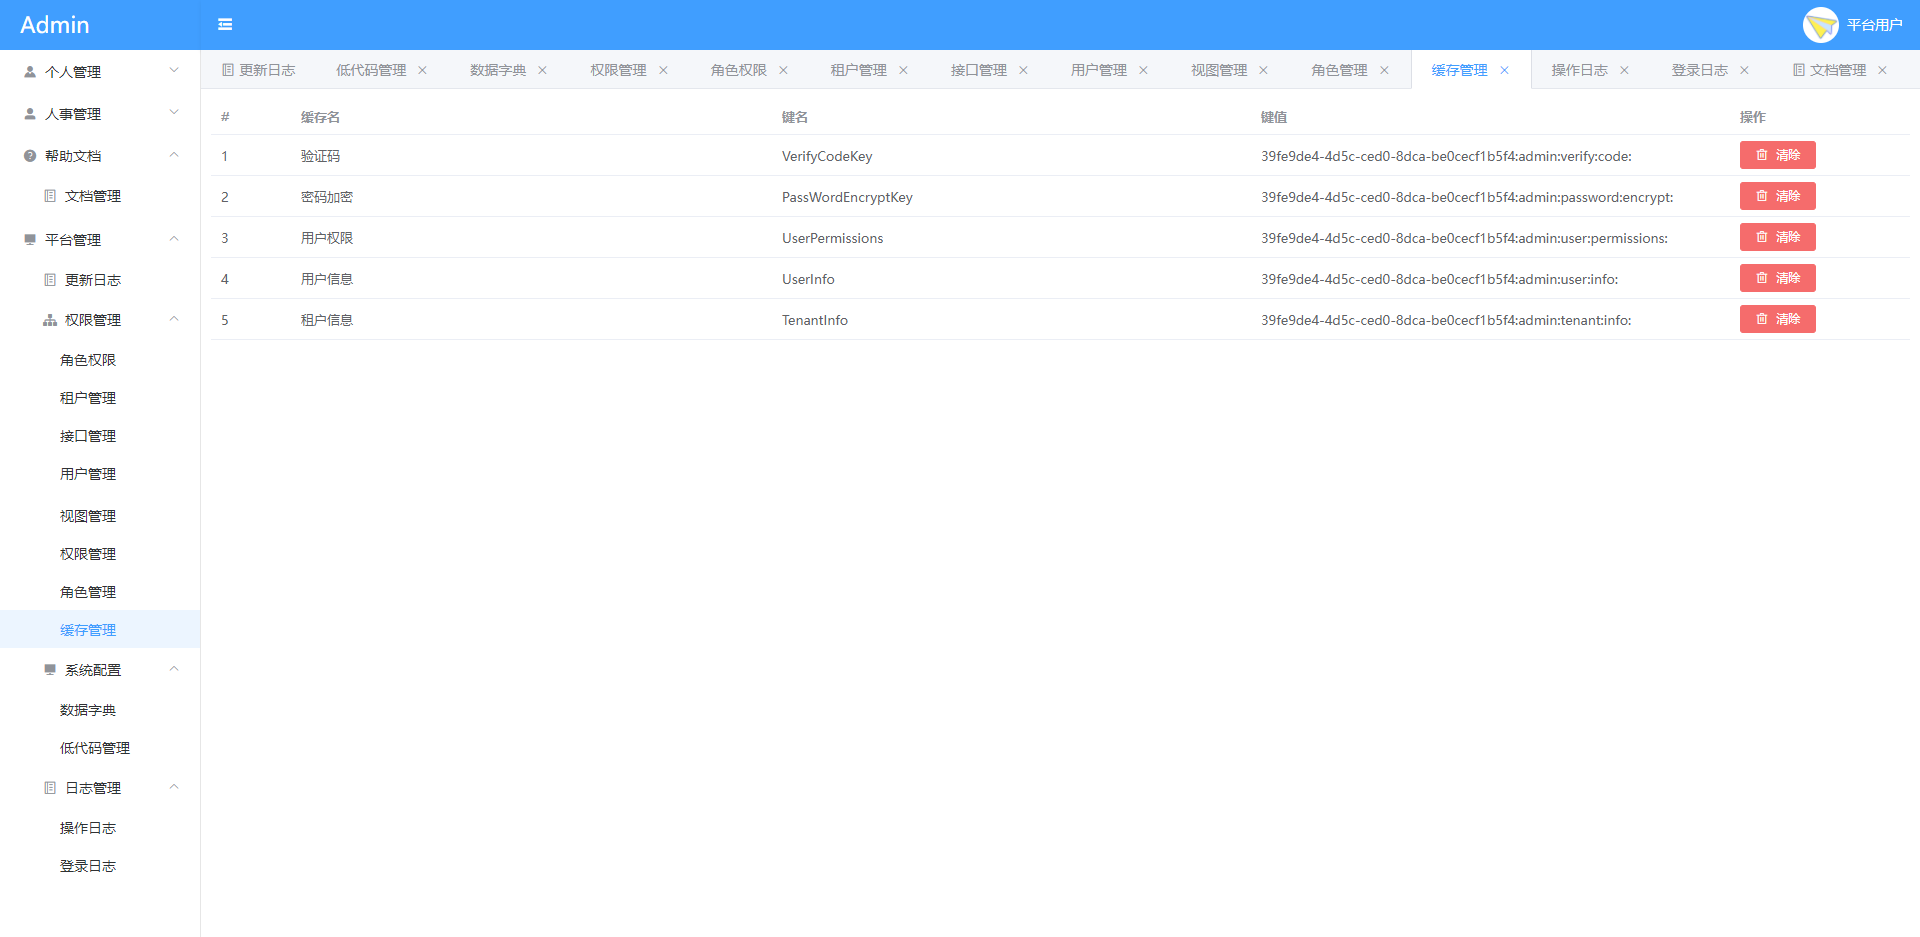 Admin
平台用户
个人管理
人事管理
帮助文档
文档管理
平台管理
更新日志
权限管理
角色权限
租户管理
接口管理
用户管理
视图管理
权限管理
角色管理
缓存管理
系统配置
数据字典
低代码管理
日志管理
操作日志
登录日志
更新日志 低代码管理 数据字典 权限管理 角色权限 租户管理 接口管理 用户管理 视图管理 角色管理 缓存管理 操作日志 登录日志 文档管理
# 缓存名 键名 键值 操作
1 验证码 VerifyCodeKey 39fe9de4-4d5c-ced0-8dca-be0cecf1b5f4:admin:verify:code: 清除
2 密码加密 PassWordEncryptKey 39fe9de4-4d5c-ced0-8dca-be0cecf1b5f4:admin:password:encrypt: 清除
3 用户权限 UserPermissions 39fe9de4-4d5c-ced0-8dca-be0cecf1b5f4:admin:user:permissions: 清除
4 用户信息 UserInfo 39fe9de4-4d5c-ced0-8dca-be0cecf1b5f4:admin:user:info: 清除
5 租户信息 TenantInfo 39fe9de4-4d5c-ced0-8dca-be0cecf1b5f4:admin:tenant:info: 清除